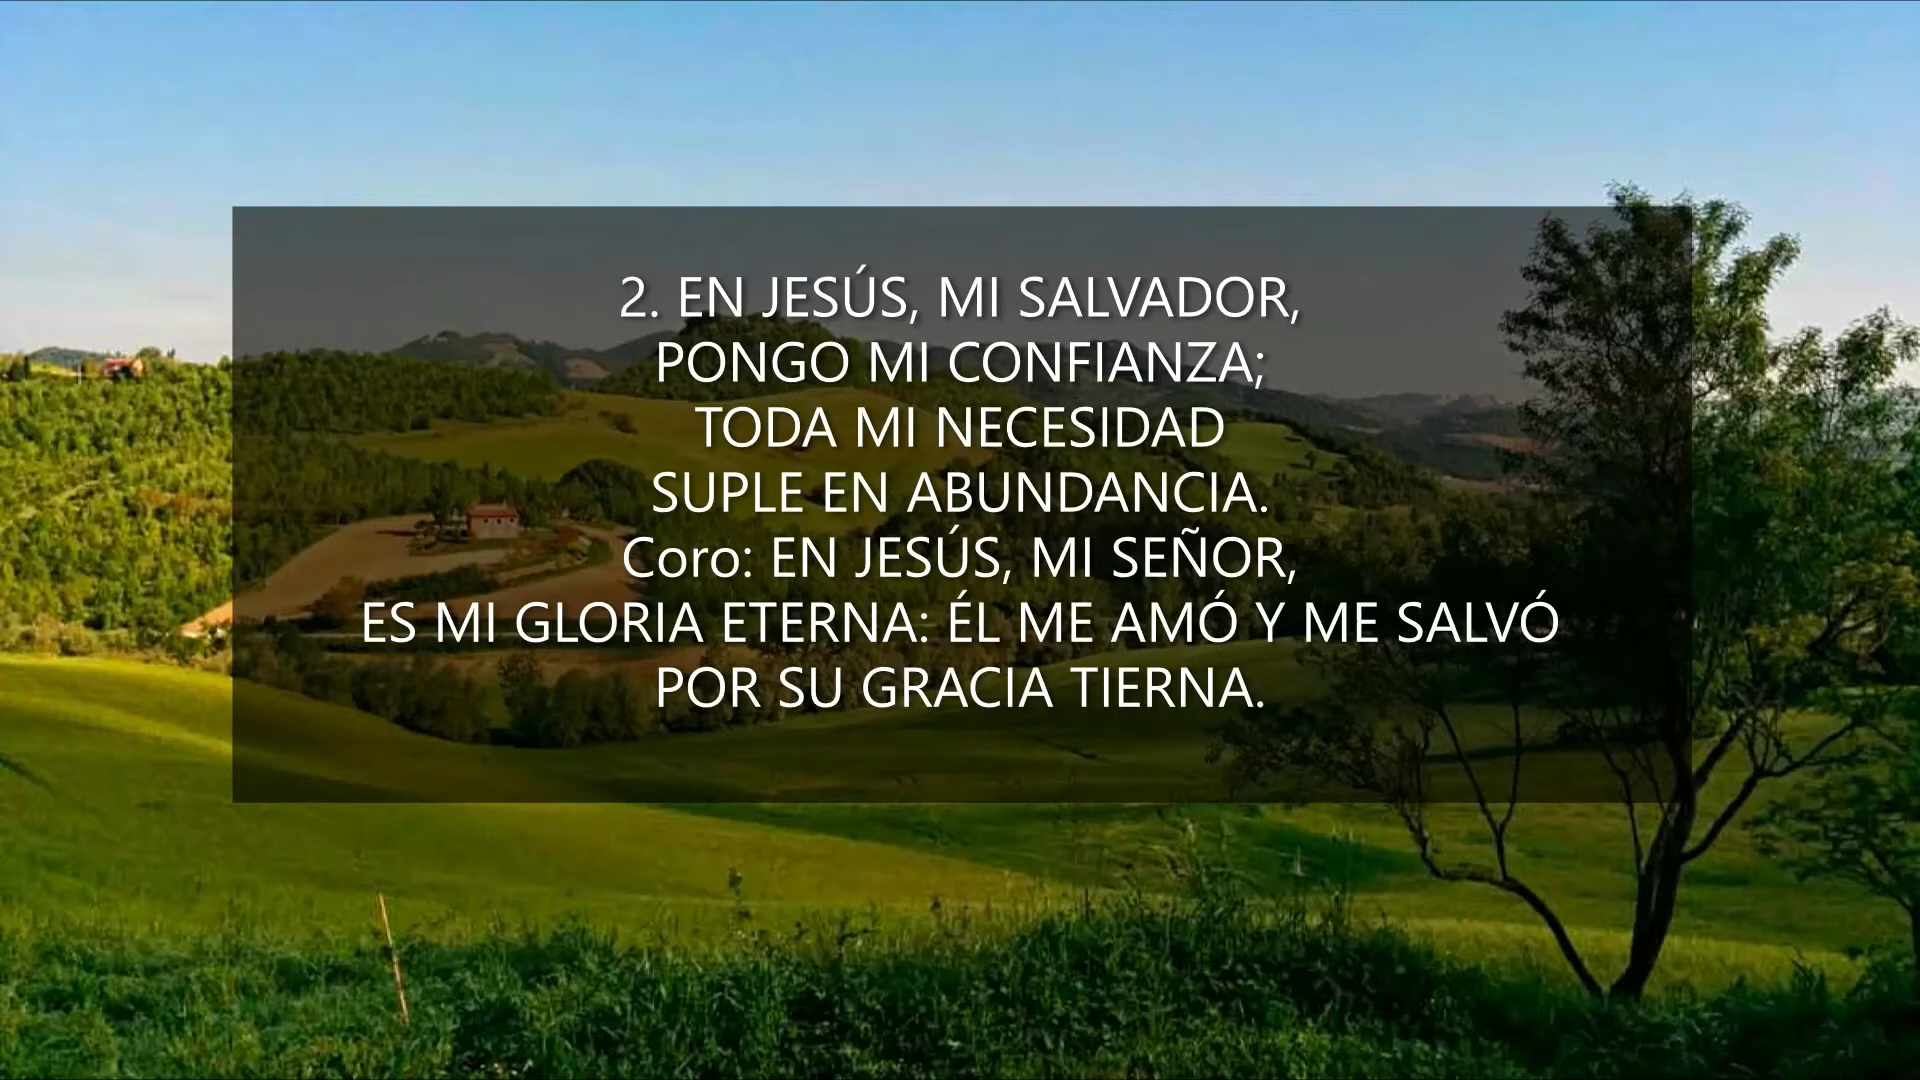 2. EN JESÚS, MI SALVADOR,
PONGO MI CONFIANZA;
TODA MI NECESIDAD
SUPLE EN ABUNDANCIA.
Coro: EN JESÚS, MI SEÑOR,
ES MI GLORIA ETERNA: ÉL ME AMÓ Y ME SALVÓ
POR SU GRACIA TIERNA.